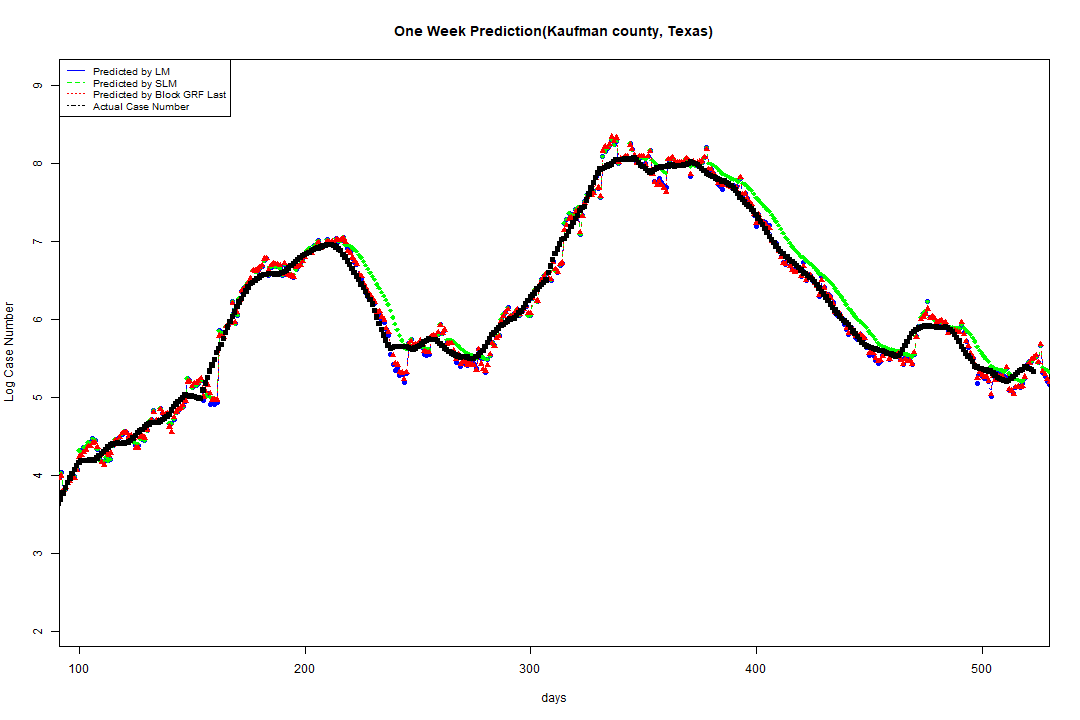 One Week Prediction(Kaufman county, Texas)
Predicted by LM
Predicted by SLM
Predicted by Block GRF Last
Actual Case Number
9
8
7
6
5
4
3
2
Log Case Number
100 200 300 400 500
days